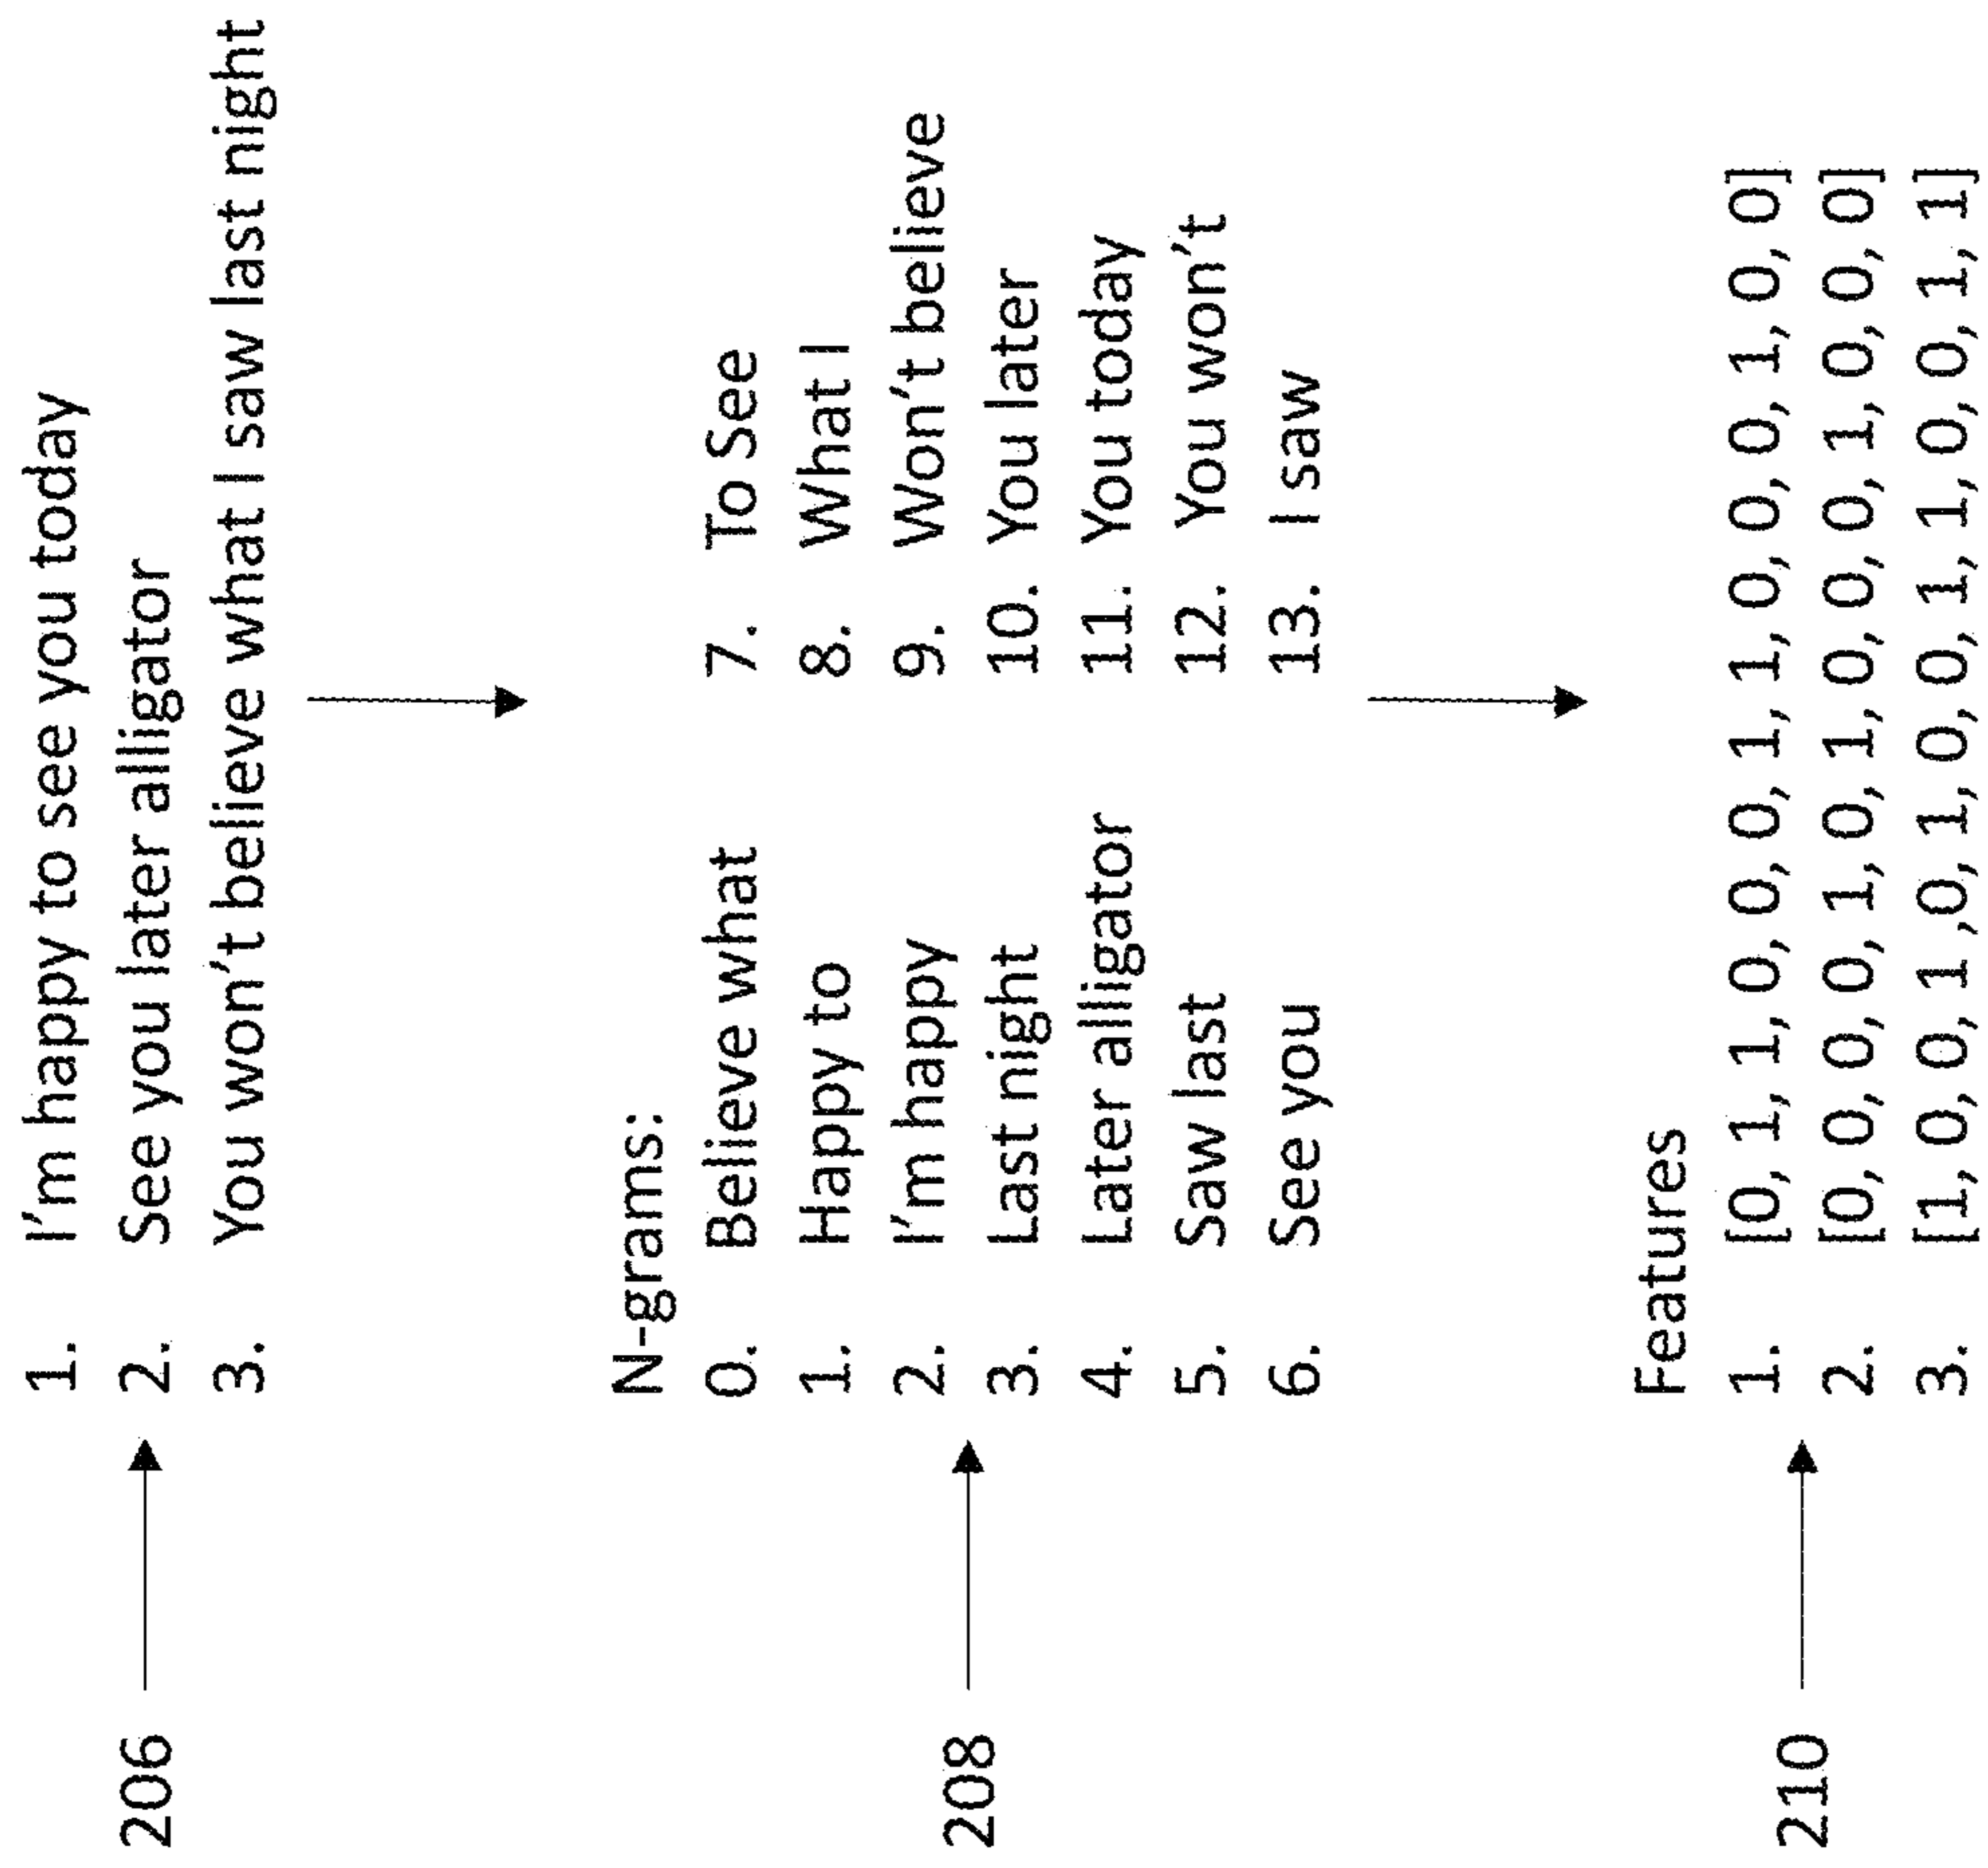 1. I'm happy to see you today
2. See you later alligator
3. You won't believe what I saw last night
206
N-grams:
0. Believe what 7. To See
1. Happy to 8. What I
2. I'm happy 9. Won't believe
3. Last night 10. You later
4. Later alligator 11. You today
5. Saw last 12. You won't
6. See you 13. I saw
208
Features
1. [0, 1, 1, 0, 0, 0, 1, 1, 0, 0, 0, 1, 0, 0]
2. [0, 0, 0, 0, 1, 0, 1, 0, 0, 0, 1, 0, 0, 0]
3. [1, 0, 0, 1 ,0, 1, 0, 0, 1, 1, 0, 0, 1, 1]
210